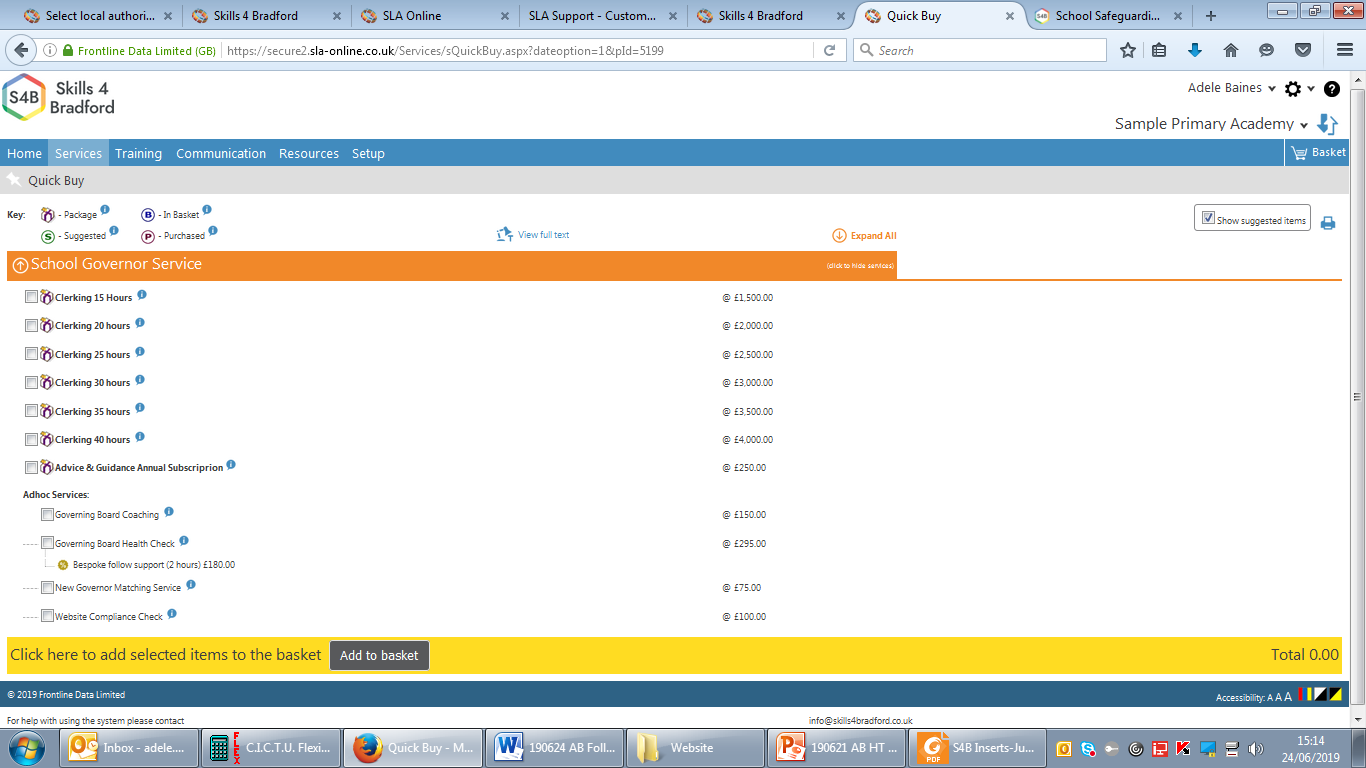 Select local authori...
Skills 4 Bradford
SLA Online
SLA Support - Custom...
Skills 4 Bradford
Quick Buy
School Safeguardi...
Frontline Data Limited (GB)
https://secure2.sla-online.co.uk/Services/sQuickBuy.aspx?dateoption=1&pId=5199
Search
S4B
Skills 4
Bradford
Adele Baines
Sample Primary Academy
Home Services Training Communication Resources Setup
Basket
Quick Buy
Key:
- Package
B - In Basket
S - Suggested
P - Purchased
View full text
Expand All
Show suggested items
School Governor Service (click to hide services)
Clerking 15 Hours @ £1,500.00
Clerking 20 hours @ £2,000.00
Clerking 25 hours @ £2,500.00
Clerking 30 hours @ £3,000.00
Clerking 35 hours @ £3,500.00
Clerking 40 hours @ £4,000.00
Advice & Guidance Annual Subscriprion @ £250.00
Adhoc Services:
Governing Board Coaching @ £150.00
Governing Board Health Check @ £295.00
Bespoke follow support (2 hours) £180.00
New Governor Matching Service @ £75.00
Website Compliance Check @ £100.00
Click here to add selected items to the basket Add to basket Total 0.00
© 2019 Frontline Data Limited
Accessibility: A A A
For help with using the system please contact info@skills4bradford.co.uk
Inbox - adele....
FLEX
C.I.C.T.U. Flexi...
Quick Buy - M...
190624 AB Foll...
Website
190621 AB HT ...
PDF
S4B Inserts-Ju...
15:14
24/06/2019